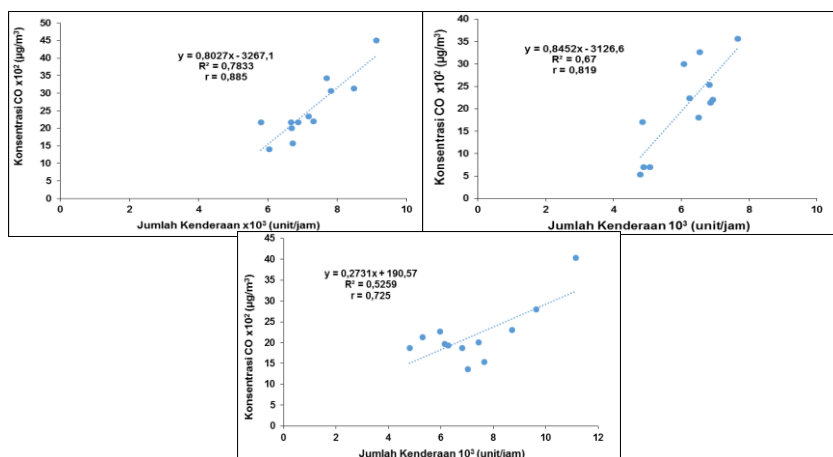 Konsentrasi CO x10² (µg/m³)
50
45
40
35
30
25
20
15
10
5
0
y = 0,8027x - 3267,1
R² = 0,7833
r = 0,885
0 2 4 6 8 10
Jumlah Kenderaan x10³ (unit/jam)
Konsentrasi CO x10² (µg/m³)
40
35
30
25
20
15
10
5
0
y = 0,8452x - 3126,6
R² = 0,67
r = 0,819
0 2 4 6 8 10
Jumlah Kenderaan 10³ (unit/jam)
Konsentrasi CO x10² (µg/m³)
45
40
35
30
25
20
15
10
5
0
y = 0,2731x + 190,57
R² = 0,5259
r = 0,725
0 2 4 6 8 10 12
Jumlah Kenderaan 10³ (unit/jam)